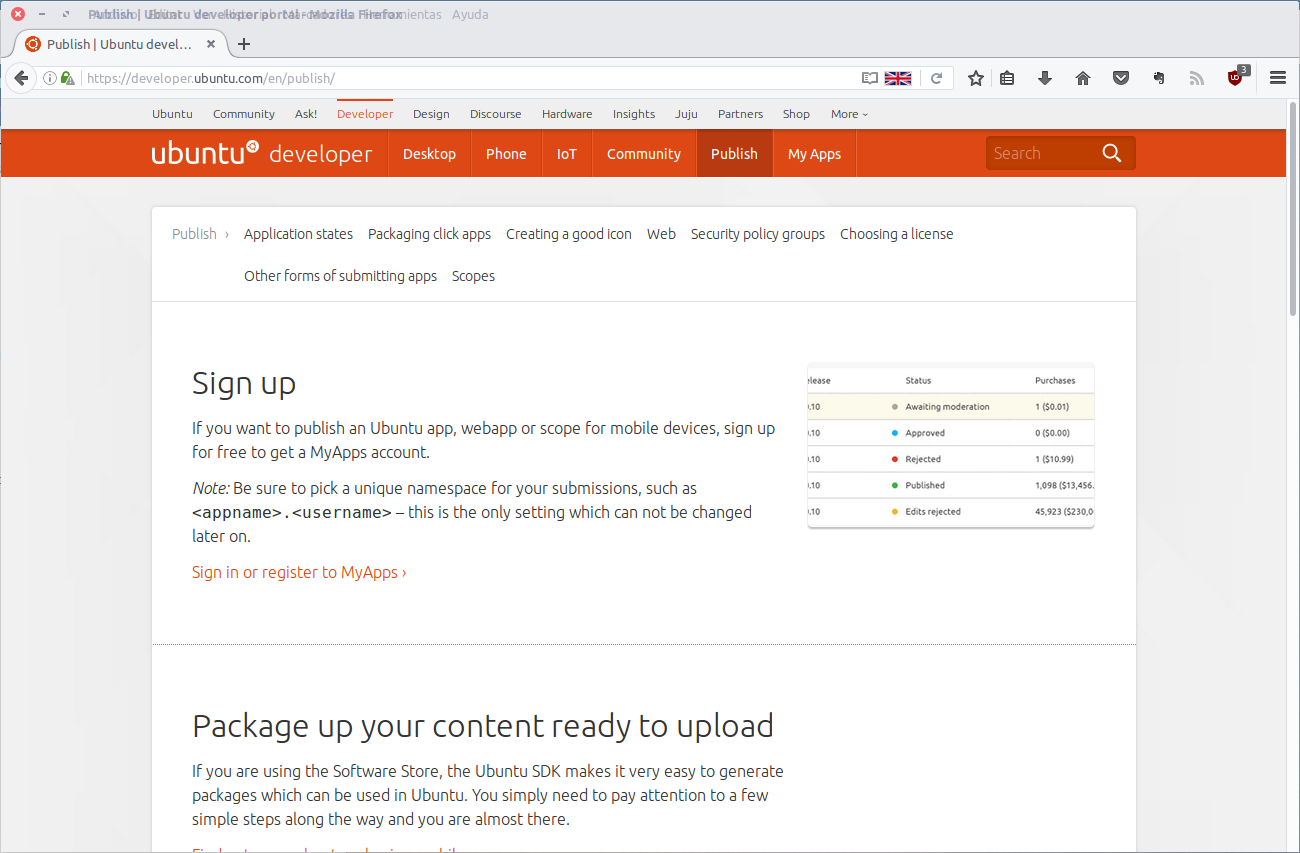 Publish | Ubuntu developer portal - Mozilla Firefox
Archivo Editar Ver Historial Marcadores Herramientas Ayuda
Publish | Ubuntu devel...
https://developer.ubuntu.com/en/publish/
3
Ubuntu Community Ask! Developer Design Discourse Hardware Insights Juju Partners Shop More
ubuntu developer Desktop Phone IoT Community Publish My Apps Search
Publish › Application states Packaging click apps Creating a good icon Web Security policy groups Choosing a license
Other forms of submitting apps Scopes
Sign up
If you want to publish an Ubuntu app, webapp or scope for mobile devices, sign up
for free to get a MyApps account.
Note: Be sure to pick a unique namespace for your submissions, such as
<appname>.<username> – this is the only setting which can not be changed
later on.
Sign in or register to MyApps ›
elease Status Purchases
.10 Awaiting moderation 1 ($0.01)
.10 Approved 0 ($0.00)
.10 Rejected 1 ($10.99)
.10 Published 1,098 ($13,456.
.10 Edits rejected 45,923 ($230,0
Package up your content ready to upload
If you are using the Software Store, the Ubuntu SDK makes it very easy to generate
packages which can be used in Ubuntu. You simply need to pay attention to a few
simple steps along the way and you are almost there.